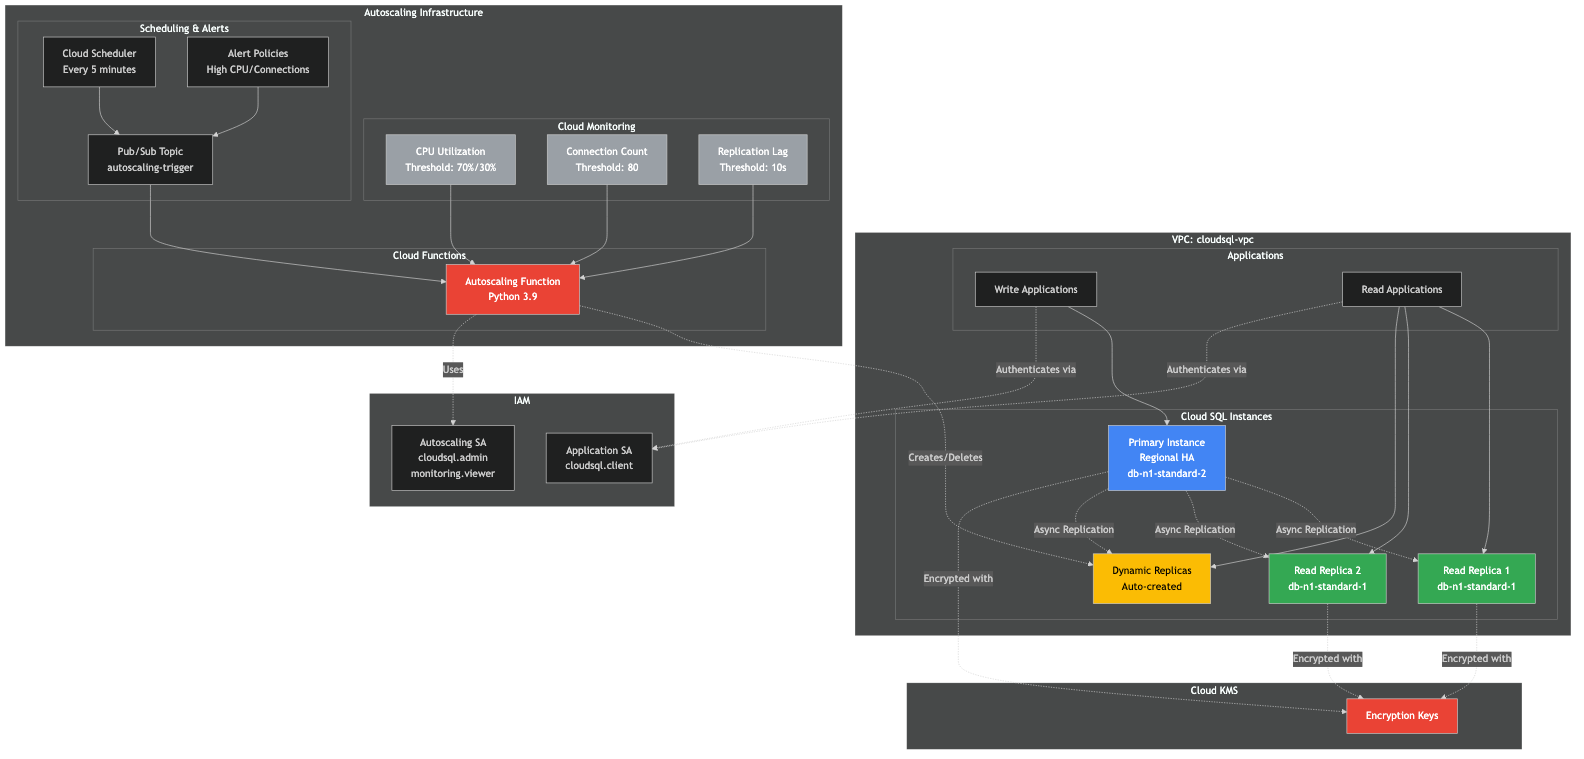 Autoscaling Infrastructure
Scheduling & Alerts
Cloud Scheduler
Every 5 minutes
Alert Policies
High CPU/Connections
Pub/Sub Topic
autoscaling-trigger
Cloud Monitoring
CPU Utilization
Threshold: 70%/30%
Connection Count
Threshold: 80
Replication Lag
Threshold: 10s
Cloud Functions
Autoscaling Function
Python 3.9
Uses
IAM
Autoscaling SA
cloudsql.admin
monitoring.viewer
Application SA
cloudsql.client
VPC: cloudsql-vpc
Applications
Write Applications
Read Applications
Authenticates via
Authenticates via
Cloud SQL Instances
Primary Instance
Regional HA
db-n1-standard-2
Creates/Deletes
Async Replication
Async Replication
Async Replication
Encrypted with
Dynamic Replicas
Auto-created
Read Replica 2
db-n1-standard-1
Read Replica 1
db-n1-standard-1
Encrypted with
Encrypted with
Cloud KMS
Encryption Keys